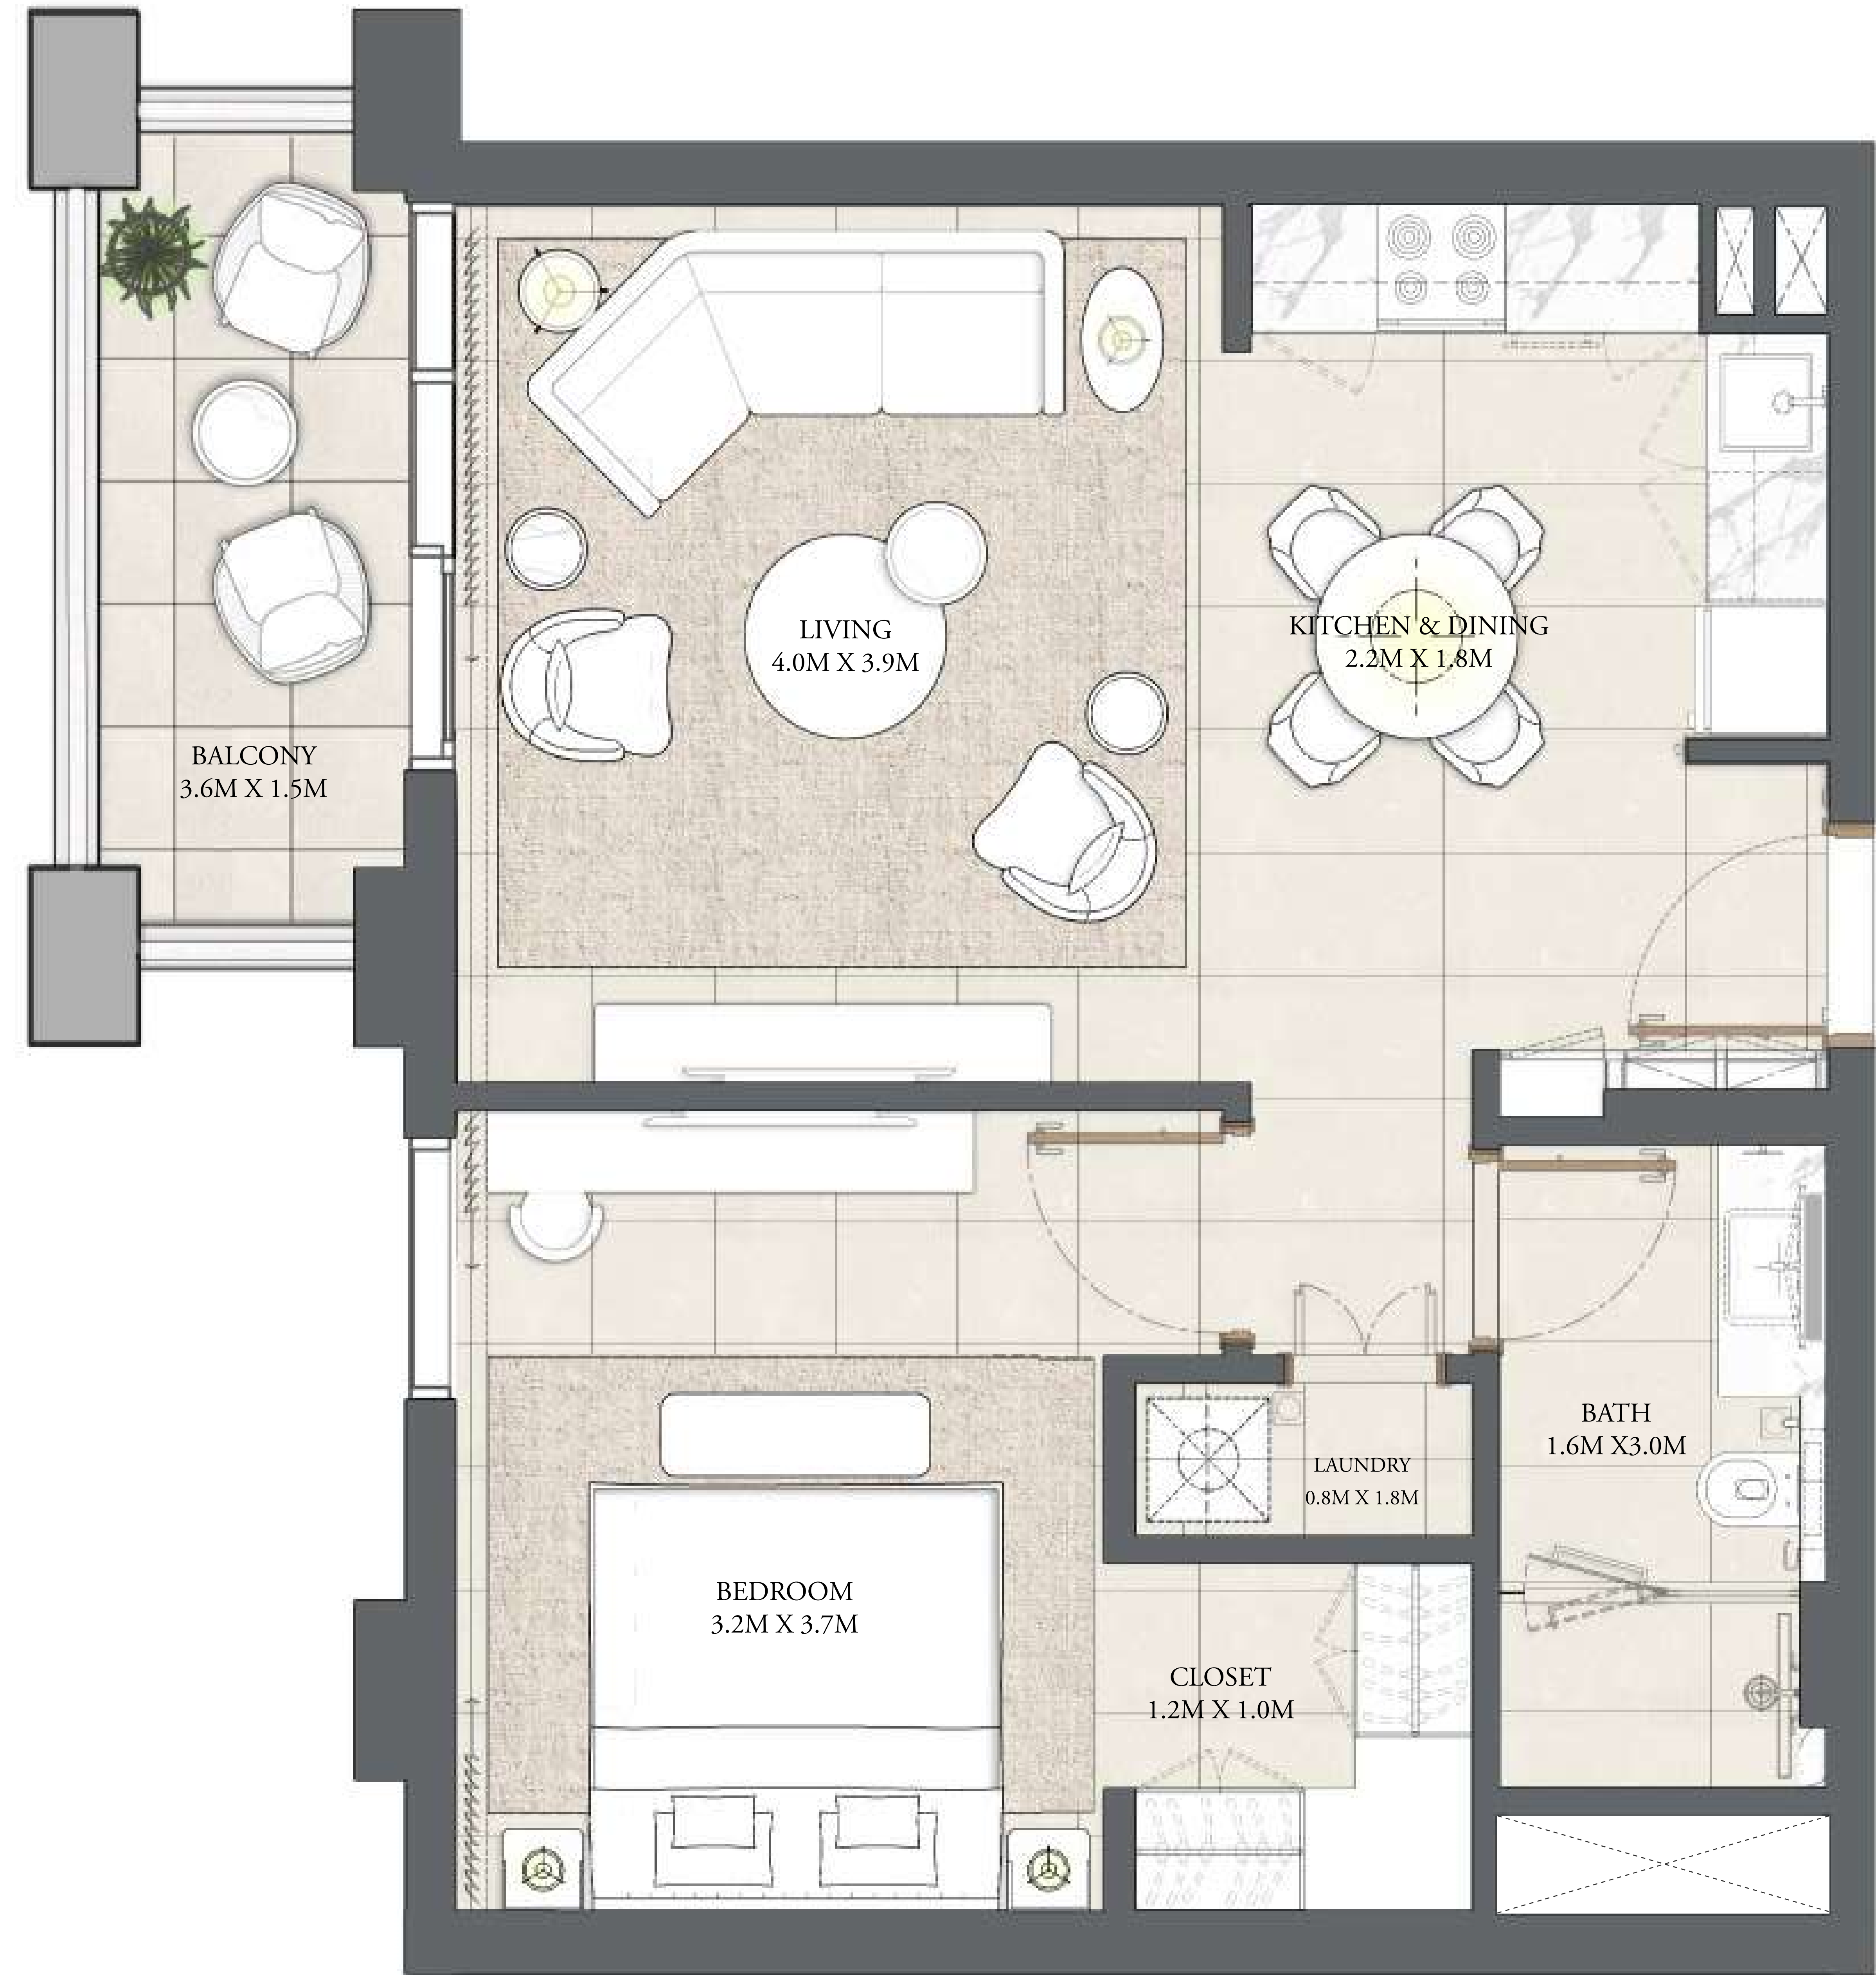 LIVING
4.0M X 3.9M
KITCHEN & DINING
2.2M X 1.8M
BALCONY
3.6M X 1.5M
BATH
1.6M X3.0M
LAUNDRY
0.8M X 1.8M
BEDROOM
3.2M X 3.7M
CLOSET
1.2M X 1.0M